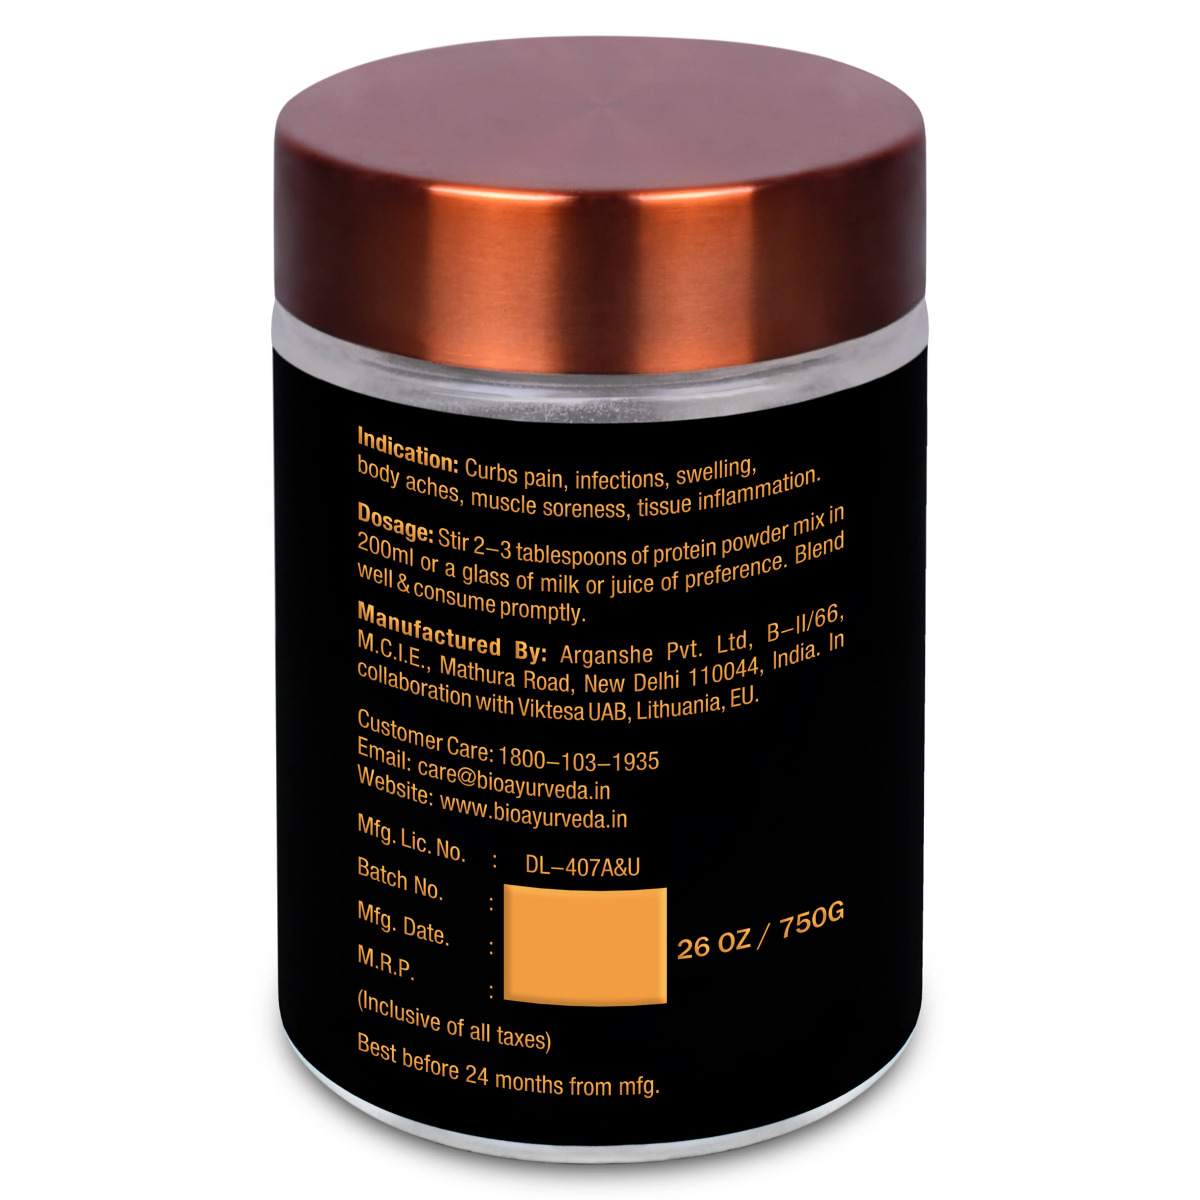 Indication: Curbs pain, infections, swelling,
body aches, muscle soreness, tissue inflammation.
Dosage: Stir 2–3 tablespoons of protein powder mix in
200ml or a glass of milk or juice of preference. Blend
well & consume promptly.
Manufactured By: Arganshe Pvt. Ltd, B–II/66,
M.C.I.E., Mathura Road, New Delhi 110044, India. In
collaboration with Viktesa UAB, Lithuania, EU.
Customer Care: 1800–103–1935
Email: care@bioayurveda.in
Website: www.bioayurveda.in
Mfg. Lic. No. : DL–407A&U
Batch No. :
Mfg. Date. :
M.R.P. :
26 OZ / 750G
(Inclusive of all taxes)
Best before 24 months from mfg.